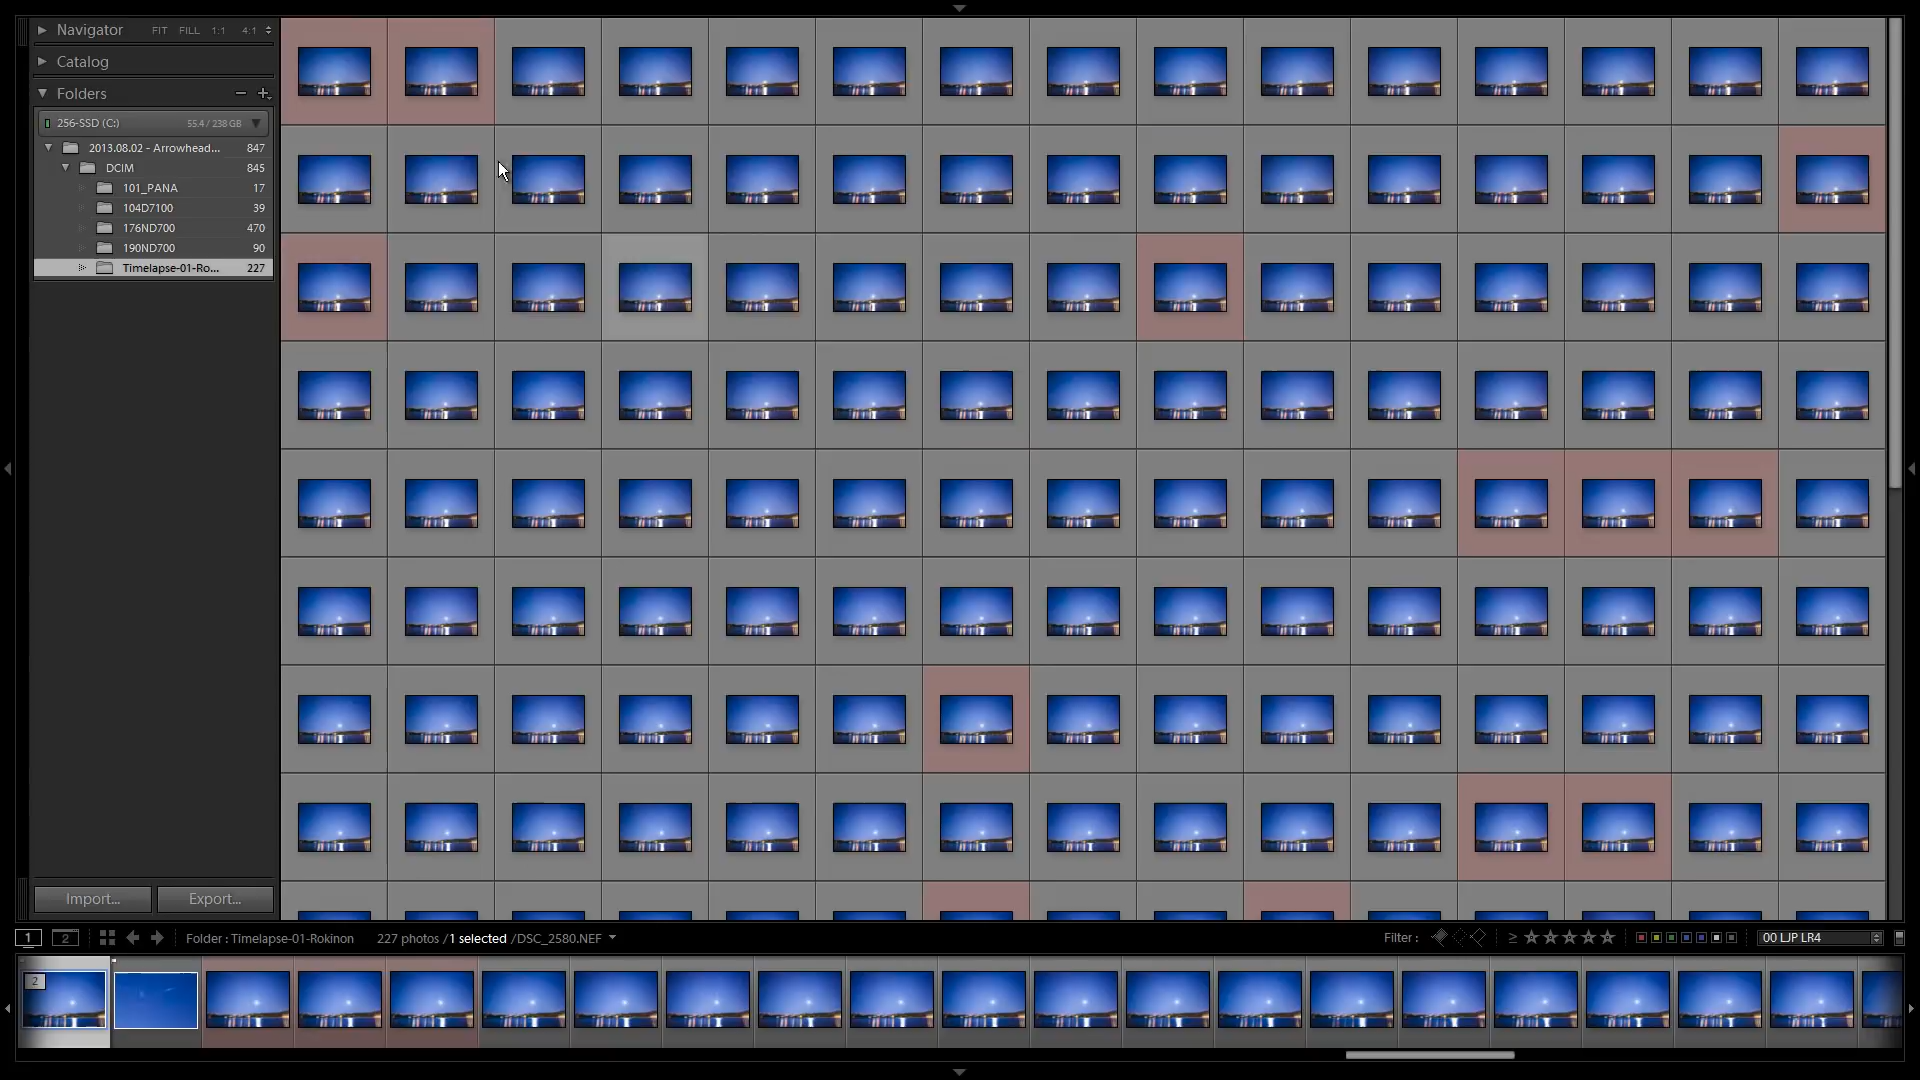 Navigator FIT FILL 1:1 4:1
Catalog
Folders
256-SSD (C:) 55.4 / 238 GB
2013.08.02 - Arrowhead... 847
DCIM 845
101_PANA 17
104D7100 39
176ND700 470
190ND700 90
Timelapse-01-Ro... 227
Import... Export...
1 2 Folder : Timelapse-01-Rokinon 227 photos / 1 selected / DSC_2580.NEF Filter : ≥ 00 LJP LR4
2